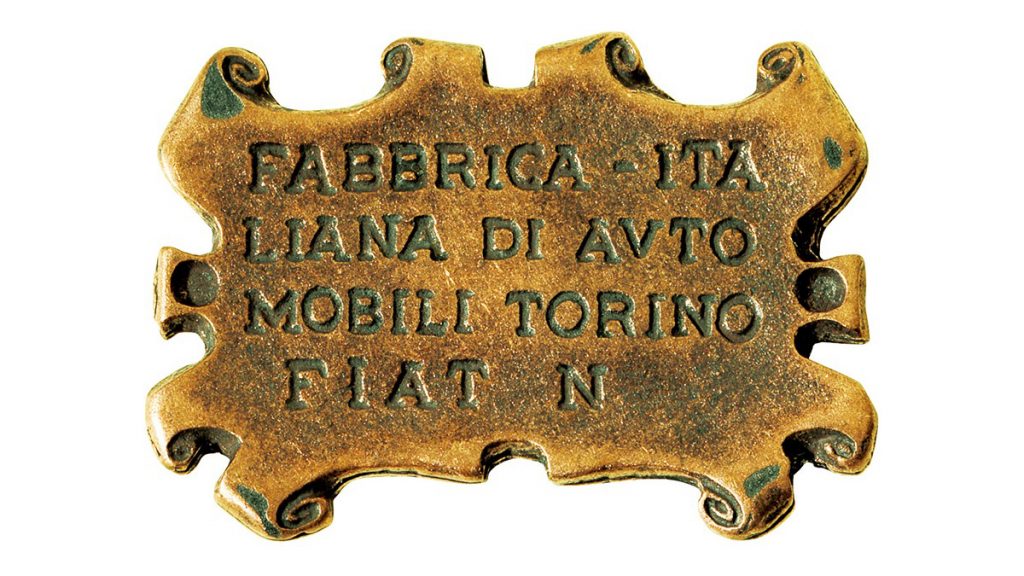 FABBRICA - ITA
LIANA DI AVTO
MOBILI TORINO
FIAT N